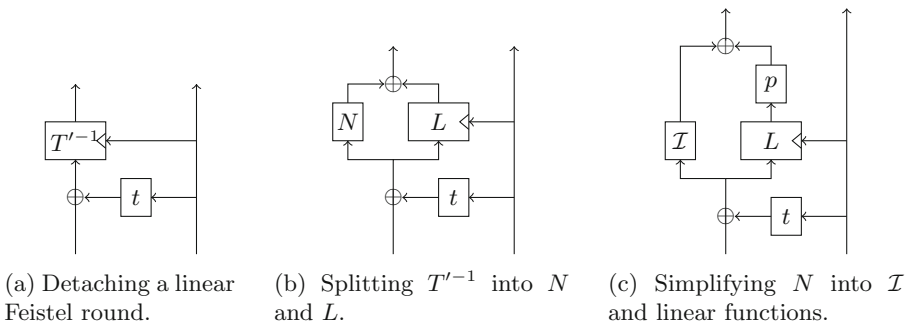 T′⁻¹
t
N
L
t
p
ℐ
L
t
(a) Detaching a linear
Feistel round.
(b) Splitting T′⁻¹ into N
and L.
(c) Simplifying N into ℐ
and linear functions.